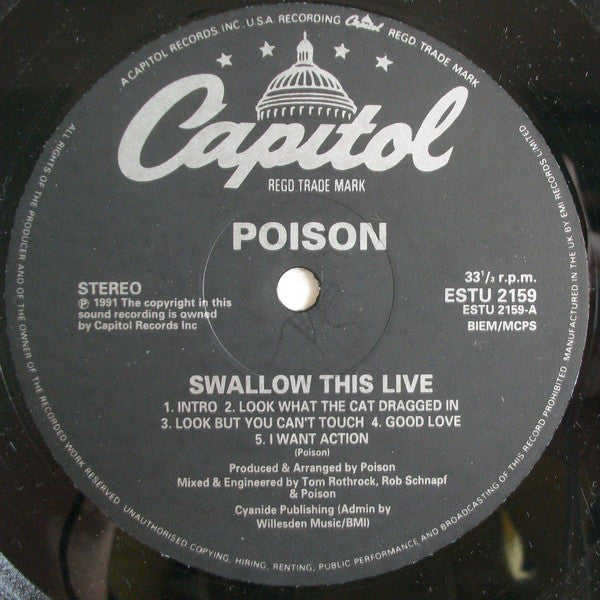 A CAPITOL RECORDS INC., U.S.A. RECORDING Capitol REGD. TRADE MARK
Capitol
REGD. TRADE MARK
POISON
STEREO
℗ 1991 The copyright in this
sound recording is owned
by Capitol Records Inc
33¹/₃ r.p.m.
ESTU 2159
ESTU 2159-A
BIEM/MCPS
SWALLOW THIS LIVE
1. INTRO 2. LOOK WHAT THE CAT DRAGGED IN
3. LOOK BUT YOU CAN'T TOUCH 4. GOOD LOVE
5. I WANT ACTION
(Poison)
Produced & Arranged by Poison
Mixed & Engineered by Tom Rothrock, Rob Schnapf
& Poison
Cyanide Publishing (Admin by
Willesden Music/BMI)
ALL RIGHTS OF THE PRODUCER AND OF THE OWNER OF THE RECORDED WORK RESERVED. UNAUTHORISED COPYING, HIRING, RENTING, PUBLIC PERFORMANCE AND BROADCASTING OF THIS RECORD PROHIBITED. MANUFACTURED IN THE UK BY EMI RECORDS LIMITED